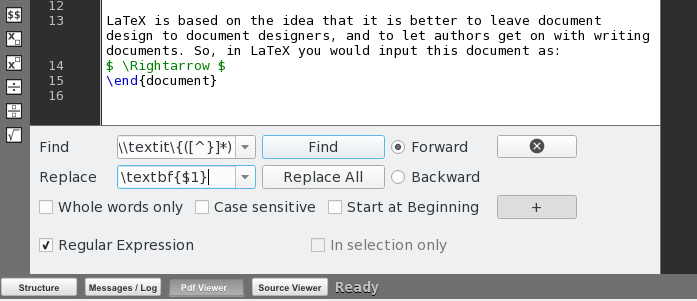 12
13 LaTeX is based on the idea that it is better to leave document
design to document designers, and to let authors get on with writing
documents. So, in LaTeX you would input this document as:
14 $ \Rightarrow $
15 \end{document}
16
$$
Find \\textit\{([^}]*) Find Forward
Replace \textbf{$1} Replace All Backward
Whole words only Case sensitive Start at Beginning +
Regular Expression In selection only
Structure Messages / Log Pdf Viewer Source Viewer Ready